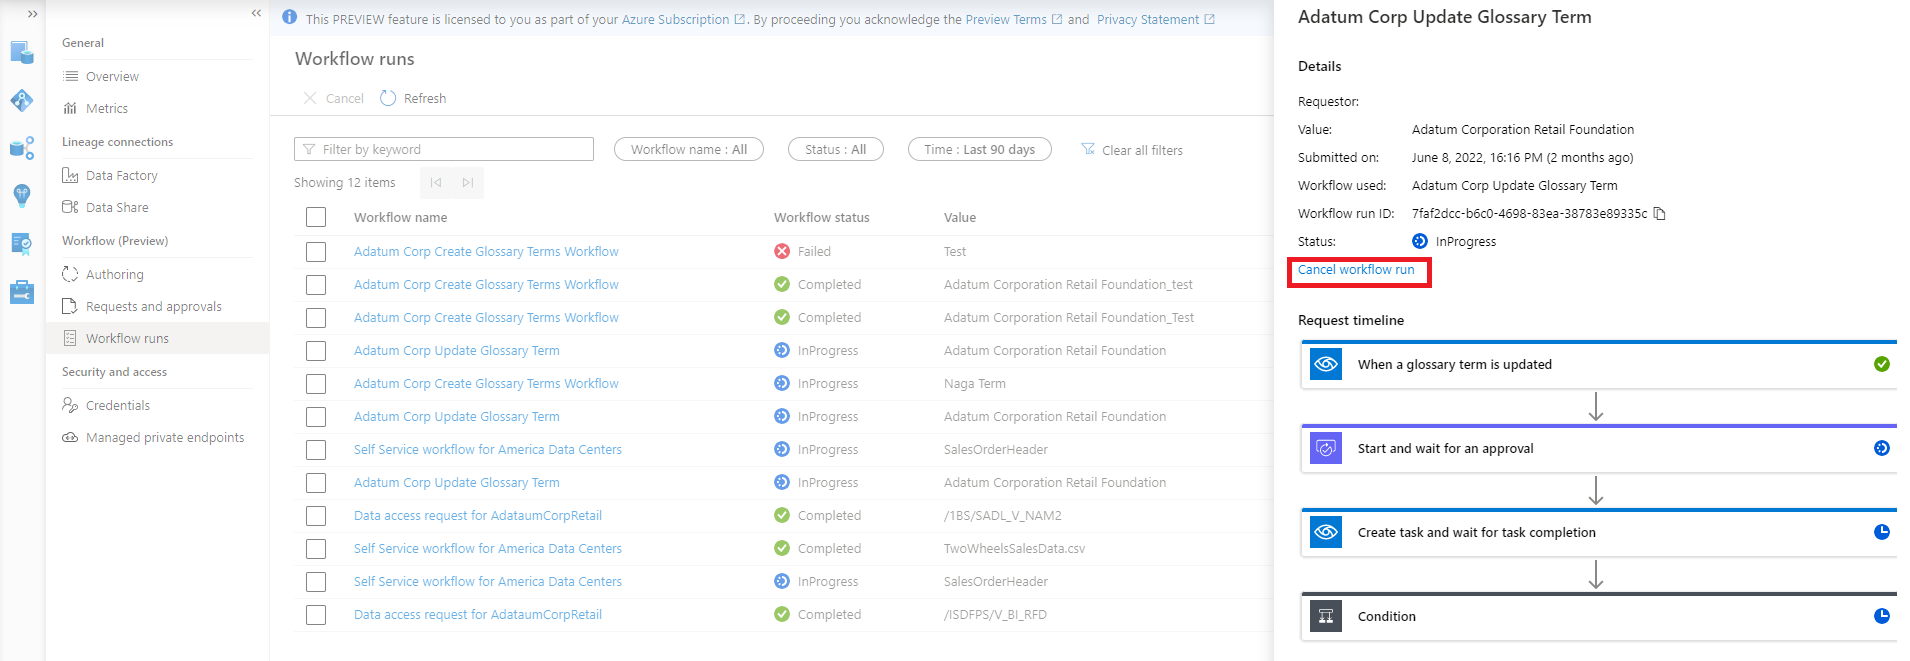 This PREVIEW feature is licensed to you as part of your Azure Subscription. By proceeding you acknowledge the Preview Terms and Privacy Statement
General
Overview
Metrics
Lineage connections
Data Factory
Data Share
Workflow (Preview)
Authoring
Requests and approvals
Workflow runs
Security and access
Credentials
Managed private endpoints
Workflow runs
Cancel Refresh
Filter by keyword Workflow name : All Status : All Time : Last 90 days Clear all filters
Showing 12 items
Workflow name Workflow status Value
Adatum Corp Create Glossary Terms Workflow Failed Test
Adatum Corp Create Glossary Terms Workflow Completed Adatum Corporation Retail Foundation_test
Adatum Corp Create Glossary Terms Workflow Completed Adatum Corporation Retail Foundation_Test
Adatum Corp Update Glossary Term InProgress Adatum Corporation Retail Foundation
Adatum Corp Create Glossary Terms Workflow InProgress Naga Term
Adatum Corp Update Glossary Term InProgress Adatum Corporation Retail Foundation
Self Service workflow for America Data Centers InProgress SalesOrderHeader
Adatum Corp Update Glossary Term InProgress Adatum Corporation Retail Foundation
Data access request for AdataumCorpRetail Completed /1BS/SADL_V_NAM2
Self Service workflow for America Data Centers Completed TwoWheelsSalesData.csv
Self Service workflow for America Data Centers InProgress SalesOrderHeader
Data access request for AdataumCorpRetail Completed /ISDFPS/V_BI_RFD
Adatum Corp Update Glossary Term
Details
Requestor:
Value: Adatum Corporation Retail Foundation
Submitted on: June 8, 2022, 16:16 PM (2 months ago)
Workflow used: Adatum Corp Update Glossary Term
Workflow run ID: 7faf2dcc-b6c0-4698-83ea-38783e89335c
Status: InProgress
Cancel workflow run
Request timeline
When a glossary term is updated
Start and wait for an approval
Create task and wait for task completion
Condition